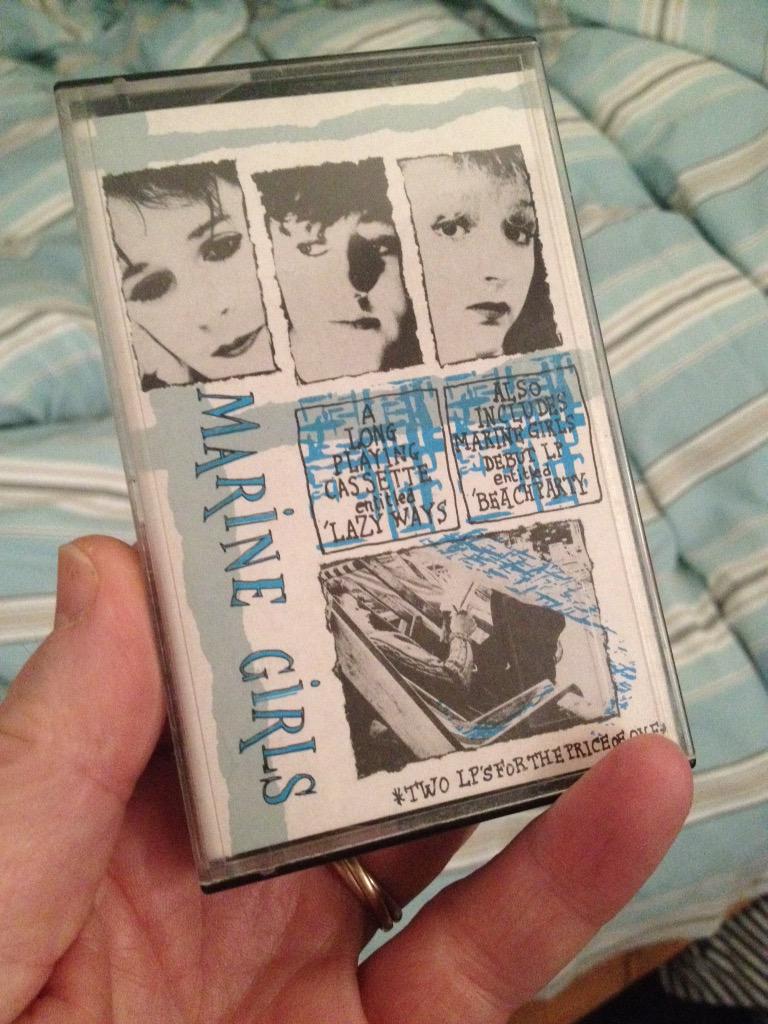 MARINE GIRLS
A
LONG
PLAYING
CASSETTE
entitled
'LAZY WAYS
ALSO
INCLUDES
MARINE GIRLS
DEBUT LP
entitled
'BEACH PARTY
*TWO LP'S FOR THE PRICE OF ONE*